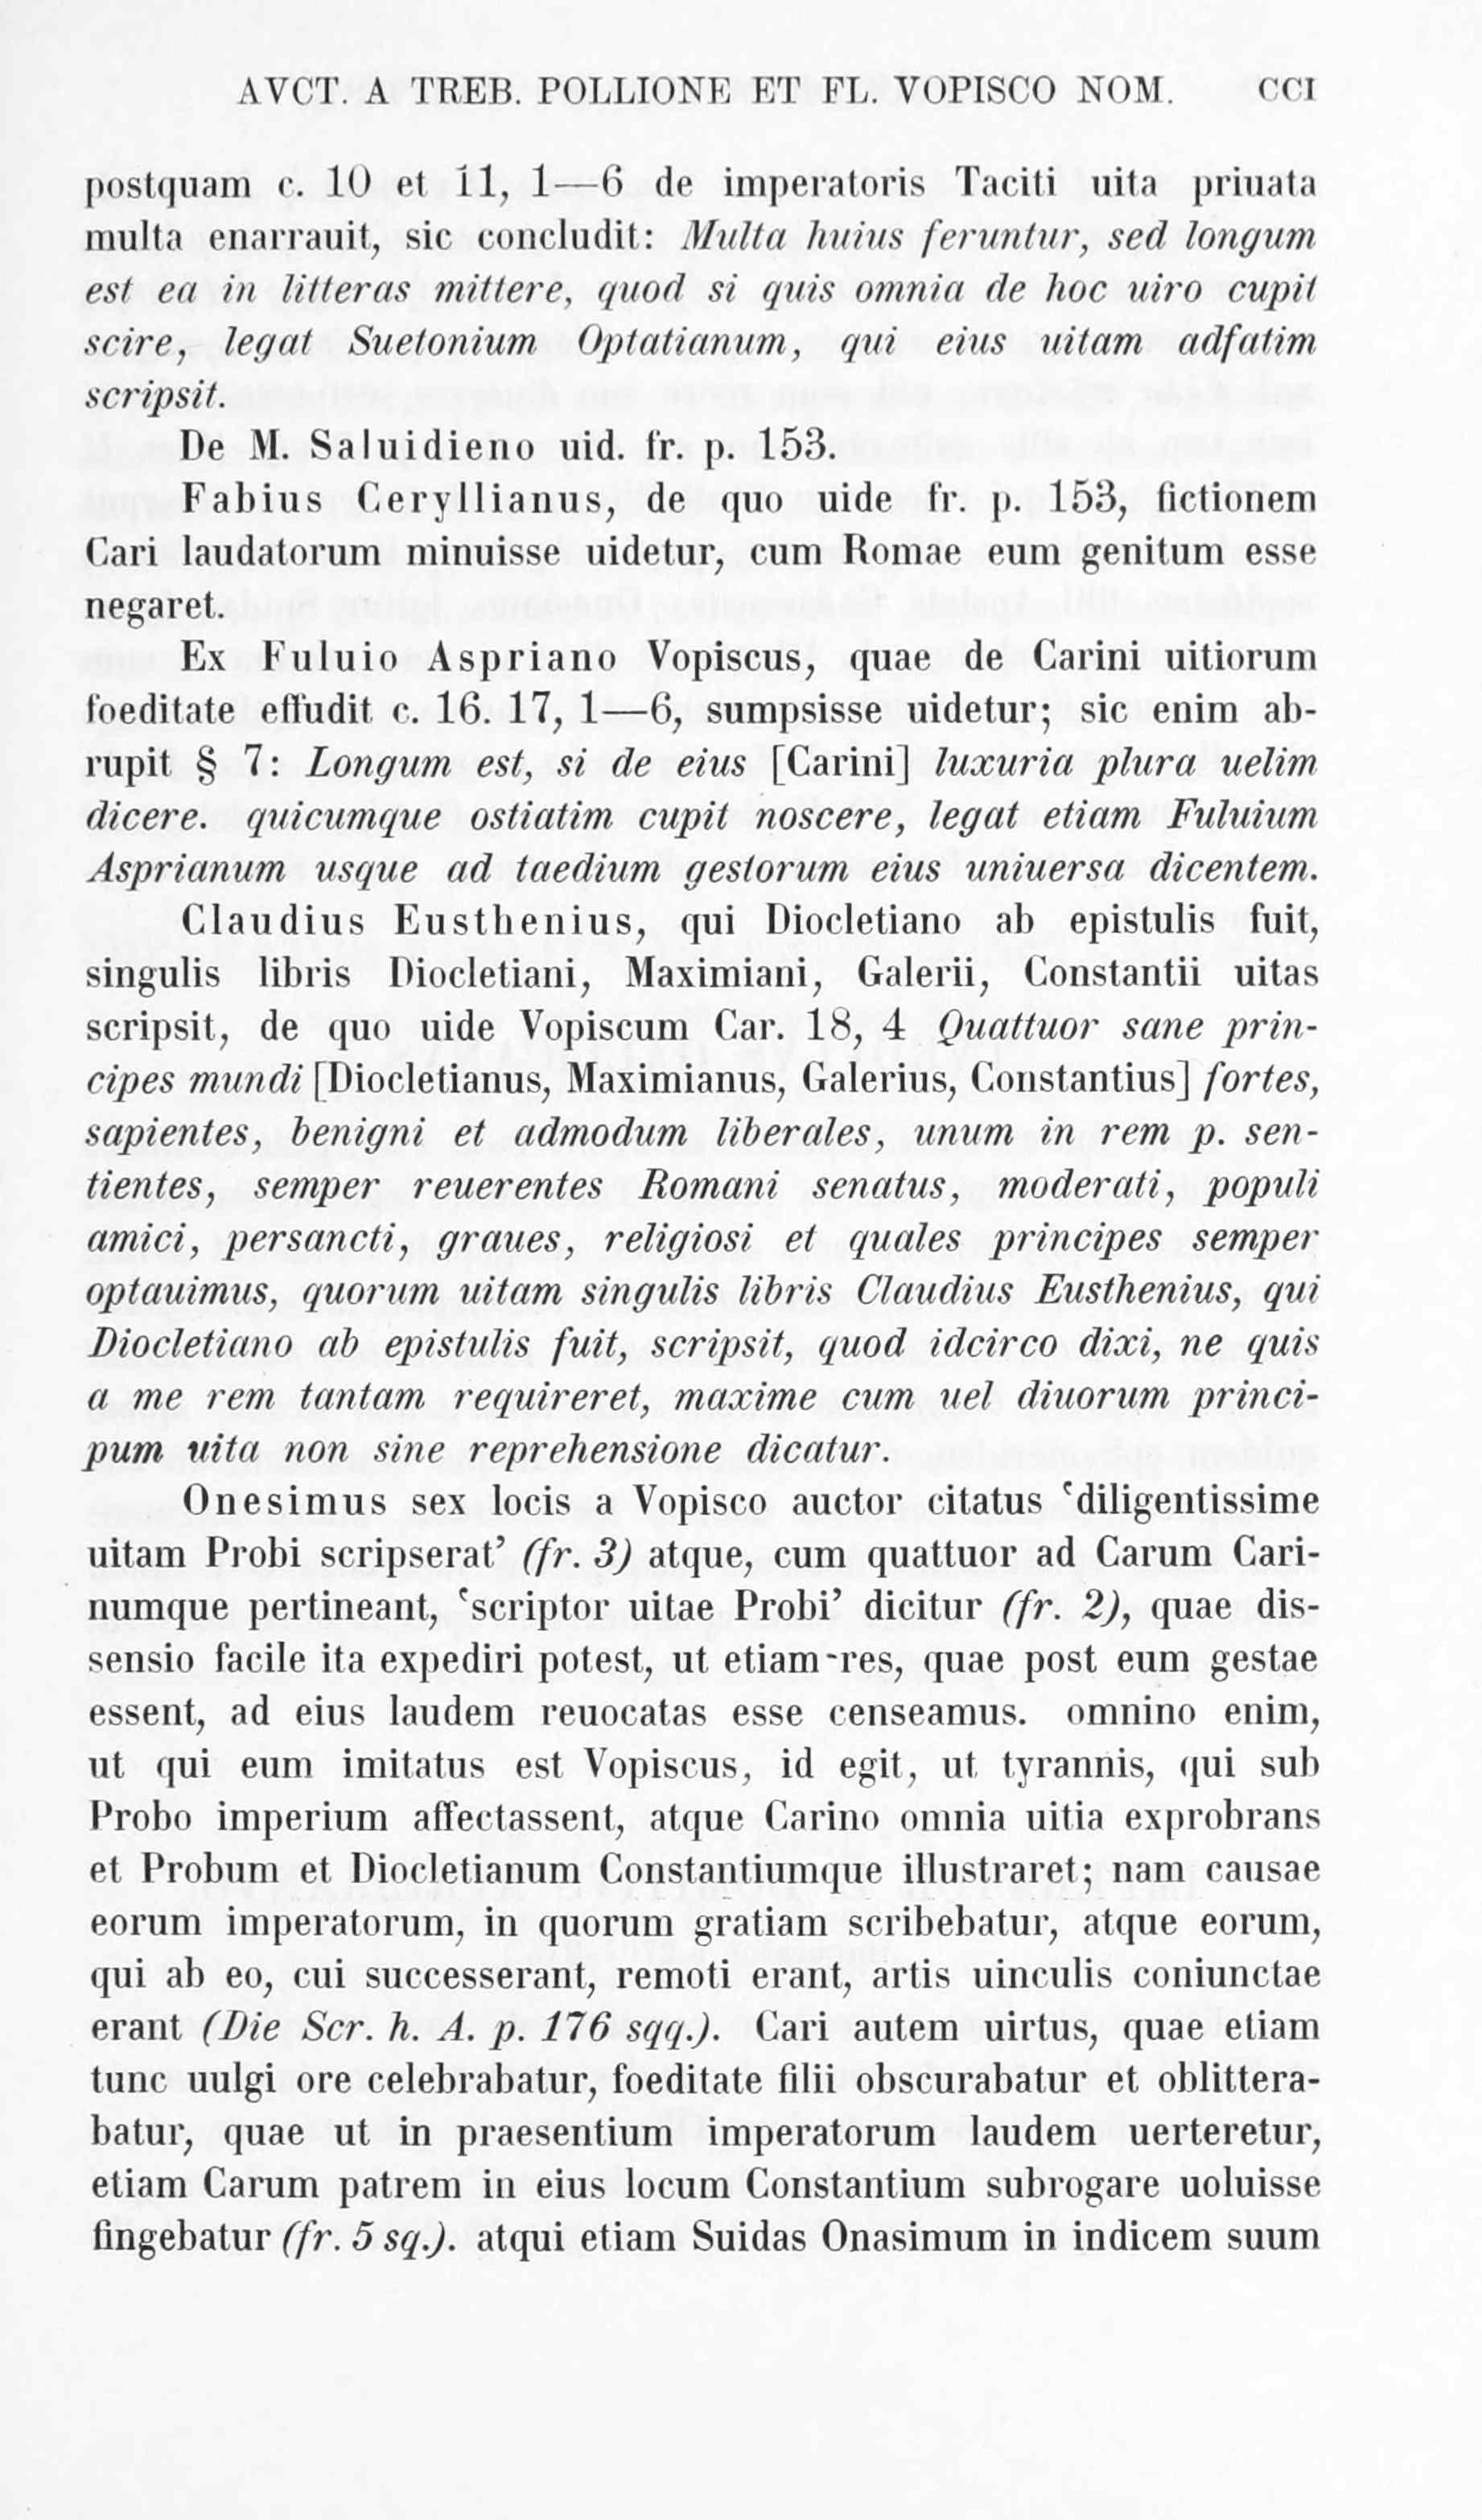 AVCT. A TREB. POLLIONE ET FL. VOPISCO NOM. CCI
postquam c. 10 et 11, 1—6 de imperatoris Taciti uita priuata
multa enarrauit, sic concludit: Multa huius feruntur, sed longum
est ea in litteras mittere, quod si quis omnia de hoc uiro cupit
scire, legat Suetonium Optatianum, qui eius uitam adfatim
scripsit.
De M. Saluidieno uid. fr. p. 153.
Fabius Ceryllianus, de quo uide fr. p. 153, fictionem
Cari laudatorum minuisse uidetur, cum Romae eum genitum esse
negaret.
Ex Fuluio Aspriano Vopiscus, quae de Carini uitiorum
foeditate effudit c. 16. 17, 1—6, sumpsisse uidetur; sic enim ab-
rupit § 7: Longum est, si de eius [Carini] luxuria plura uelim
dicere. quicumque ostiatim cupit noscere, legat etiam Fuluium
Asprianum usque ad taedium gestorum eius uniuersa dicentem.
Claudius Eusthenius, qui Diocletiano ab epistulis fuit,
singulis libris Diocletiani, Maximiani, Galerii, Constantii uitas
scripsit, de quo uide Vopiscum Car. 18, 4 Quattuor sane prin-
cipes mundi [Diocletianus, Maximianus, Galerius, Constantius] fortes,
sapientes, benigni et admodum liberales, unum in rem p. sen-
tientes, semper reuerentes Romani senatus, moderati, populi
amici, persancti, graues, religiosi et quales principes semper
optauimus, quorum uitam singulis libris Claudius Eusthenius, qui
Diocletiano ab epistulis fuit, scripsit, quod idcirco dixi, ne quis
a me rem tantam requireret, maxime cum uel diuorum princi-
pum uita non sine reprehensione dicatur.
Onesimus sex locis a Vopisco auctor citatus ‘diligentissime
uitam Probi scripserat’ (fr. 3) atque, cum quattuor ad Carum Cari-
numque pertineant, ‘scriptor uitae Probi’ dicitur (fr. 2), quae dis-
sensio facile ita expediri potest, ut etiam-res, quae post eum gestae
essent, ad eius laudem reuocatas esse censeamus. omnino enim,
ut qui eum imitatus est Vopiscus, id egit, ut tyrannis, qui sub
Probo imperium affectassent, atque Carino omnia uitia exprobrans
et Probum et Diocletianum Constantiumque illustraret; nam causae
eorum imperatorum, in quorum gratiam scribebatur, atque eorum,
qui ab eo, cui successerant, remoti erant, artis uinculis coniunctae
erant (Die Scr. h. A. p. 176 sqq.). Cari autem uirtus, quae etiam
tunc uulgi ore celebrabatur, foeditate filii obscurabatur et oblittera-
batur, quae ut in praesentium imperatorum laudem uerteretur,
etiam Carum patrem in eius locum Constantium subrogare uoluisse
fingebatur (fr. 5 sq.). atqui etiam Suidas Onasimum in indicem suum